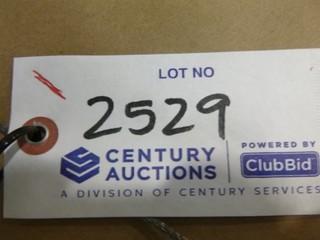 LOT NO
2529
CENTURY AUCTIONS
POWERED BY
ClubBid
A DIVISION OF CENTURY SERVICES